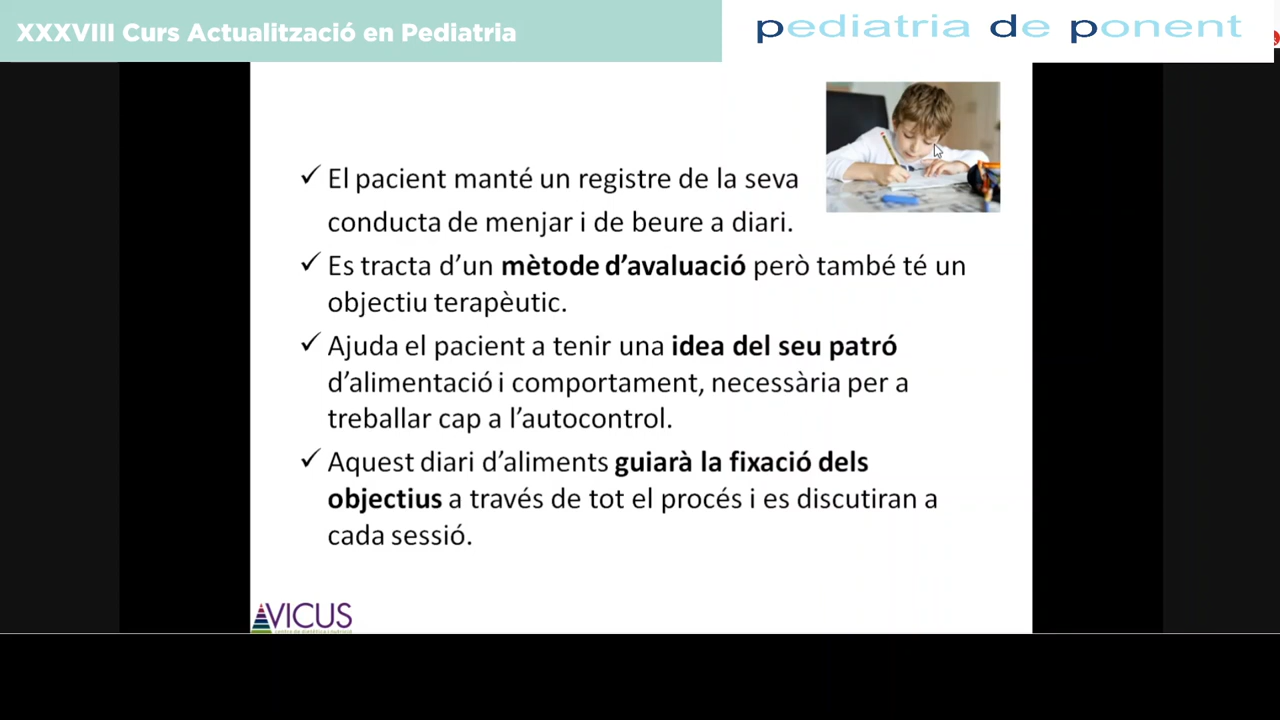 XXXVIII Curs Actualització en Pediatria
pediatria de ponent
✓ El pacient manté un registre de la seva
conducta de menjar i de beure a diari.
✓ Es tracta d’un mètode d’avaluació però també té un
objectiu terapèutic.
✓ Ajuda el pacient a tenir una idea del seu patró
d’alimentació i comportament, necessària per a
treballar cap a l’autocontrol.
✓ Aquest diari d’aliments guiarà la fixació dels
objectius a través de tot el procés i es discutiran a
cada sessió.
VICUS